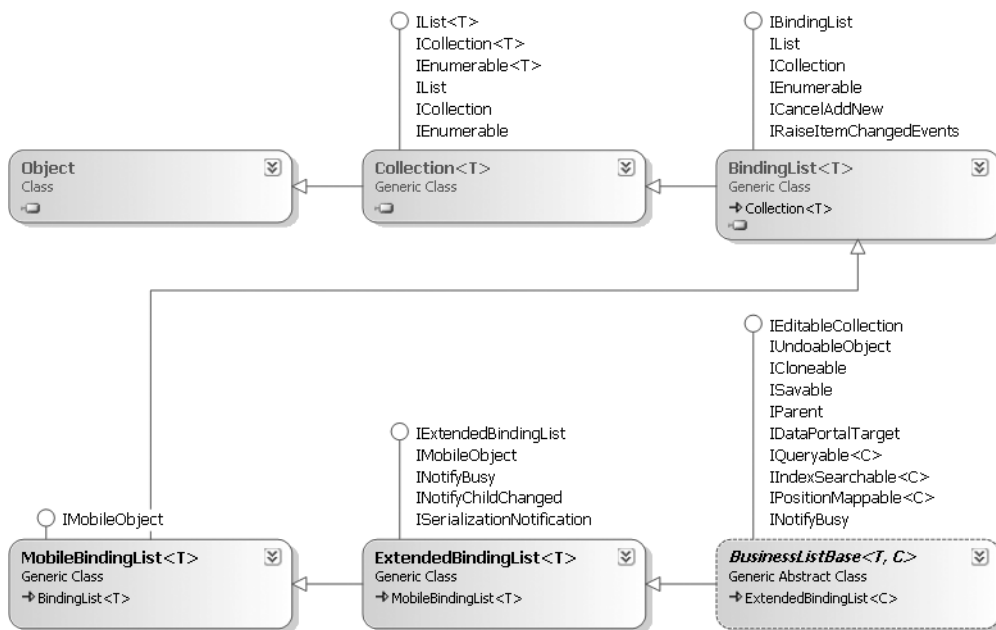 IList<T>
ICollection<T>
IEnumerable<T>
IList
ICollection
IEnumerable
IBindingList
IList
ICollection
IEnumerable
ICancelAddNew
IRaiseItemChangedEvents
Object
Class
Collection<T>
Generic Class
BindingList<T>
Generic Class
Collection<T>
IEditableCollection
IUndoableObject
ICloneable
ISavable
IParent
IDataPortalTarget
IQueryable<C>
IIndexSearchable<C>
IPositionMappable<C>
INotifyBusy
IExtendedBindingList
IMobileObject
INotifyBusy
INotifyChildChanged
ISerializationNotification
IMobileObject
MobileBindingList<T>
Generic Class
BindingList<T>
ExtendedBindingList<T>
Generic Class
MobileBindingList<T>
BusinessListBase<T, C>
Generic Abstract Class
ExtendedBindingList<C>